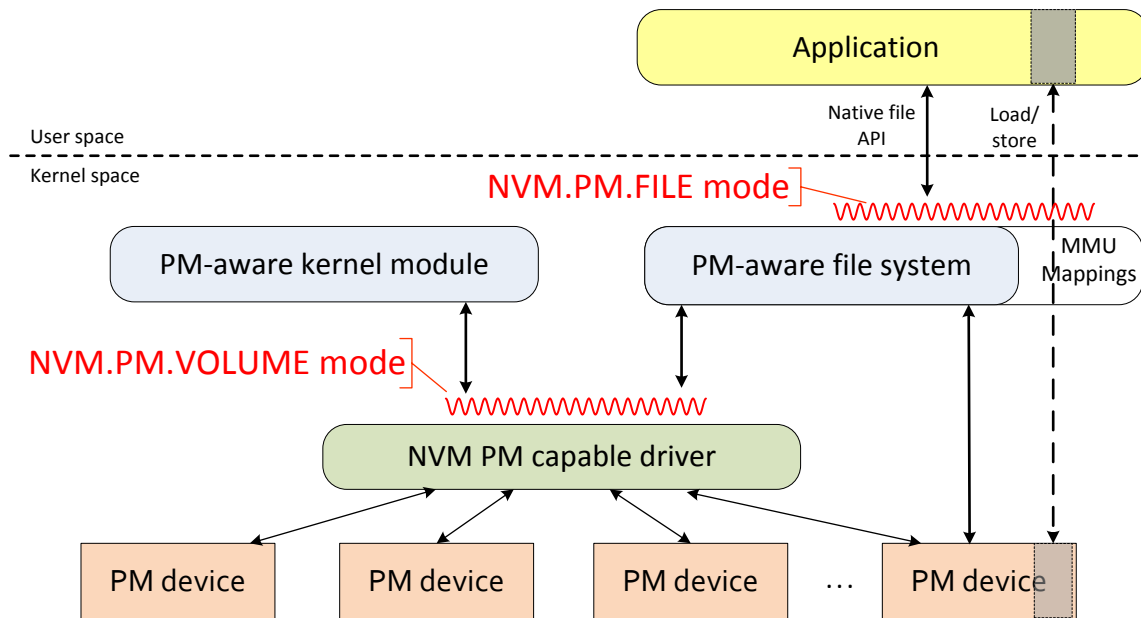 Application
Native file
API
Load/
store
User space
Kernel space
NVM.PM.FILE mode
PM-aware kernel module
PM-aware file system
MMU
Mappings
NVM.PM.VOLUME mode
NVM PM capable driver
PM device
PM device
PM device
...
PM device